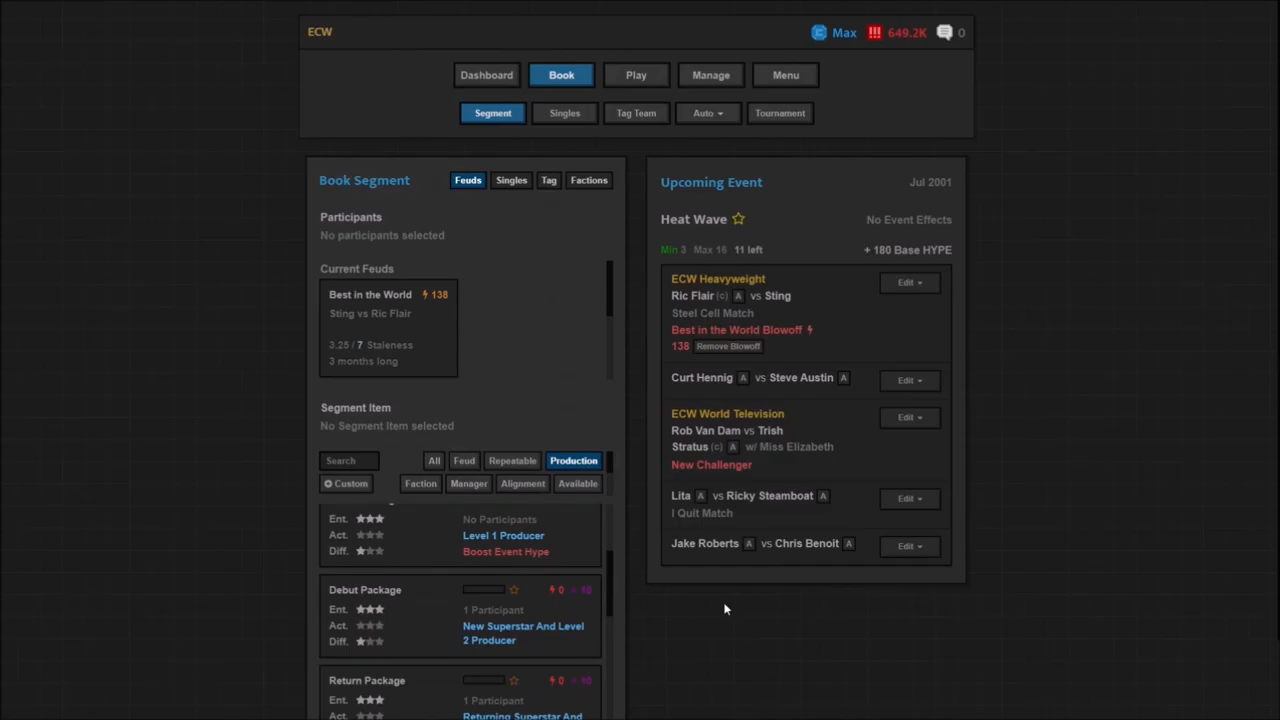 ECW
Max 649.2K 0
Dashboard Book Play Manage Menu
Segment Singles Tag Team Auto Tournament
Book Segment Feuds Singles Tag Factions
Participants
No participants selected
Current Feuds
Best in the World 138
Sting vs Ric Flair
3.25 / 7 Staleness
3 months long
Segment Item
No Segment Item selected
Search All Feud Repeatable Production
Custom Faction Manager Alignment Available
Ent. No Participants
Act. Level 1 Producer
Diff. Boost Event Hype
Debut Package 0
Ent. 1 Participant
Act. New Superstar And Level
Diff. 2 Producer
Return Package 0
Ent. 1 Participant
Act. Returning Superstar And
Upcoming Event Jul 2001
Heat Wave No Event Effects
Min 3 Max 16 11 left + 180 Base HYPE
ECW Heavyweight Edit
Ric Flair (c) A vs Sting
Steel Cell Match
Best in the World Blowoff
138 Remove Blowoff
Curt Hennig A vs Steve Austin A Edit
ECW World Television Edit
Rob Van Dam vs Trish
Stratus (c) A w/ Miss Elizabeth
New Challenger
Lita A vs Ricky Steamboat A Edit
I Quit Match
Jake Roberts A vs Chris Benoit A Edit